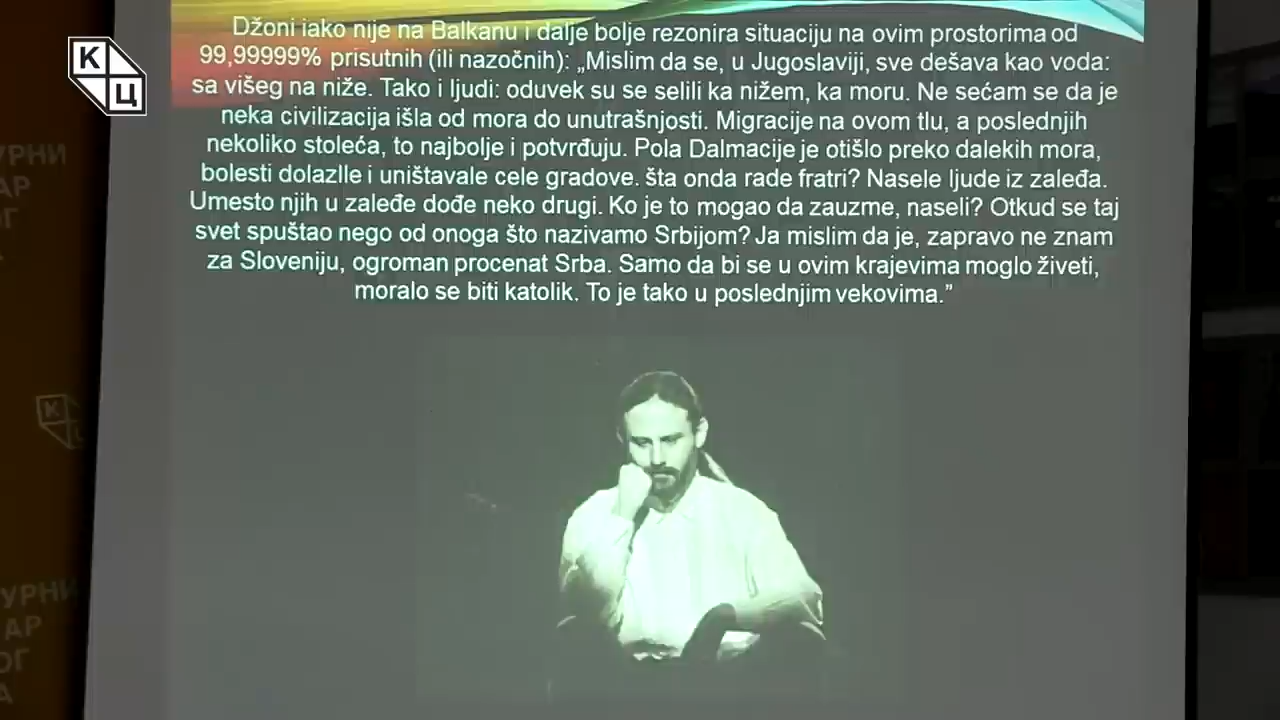 Džoni iako nije na Balkanu i dalje bolje rezonira situaciju na ovim prostorima od
99,99999% prisutnih (ili nazočnih): „Mislim da se, u Jugoslaviji, sve dešava kao voda:
sa višeg na niže. Tako i ljudi: oduvek su se selili ka nižem, ka moru. Ne sećam se da je
neka civilizacija išla od mora do unutrašnjosti. Migracije na ovom tlu, a poslednjih
nekoliko stoleća, to najbolje i potvrđuju. Pola Dalmacije je otišlo preko dalekih mora,
bolesti dolazlle i uništavale cele gradove. šta onda rade fratri? Nasele ljude iz zaleđa.
Umesto njih u zaleđe dođe neko drugi. Ko je to mogao da zauzme, naseli? Otkud se taj
svet spuštao nego od onoga što nazivamo Srbijom? Ja mislim da je, zapravo ne znam
za Sloveniju, ogroman procenat Srba. Samo da bi se u ovim krajevima moglo živeti,
moralo se biti katolik. To je tako u poslednjim vekovima.”
К
Ц
УРНИ
АР
ОГ
К
Ц
УРНИ
АР
ОГ
А